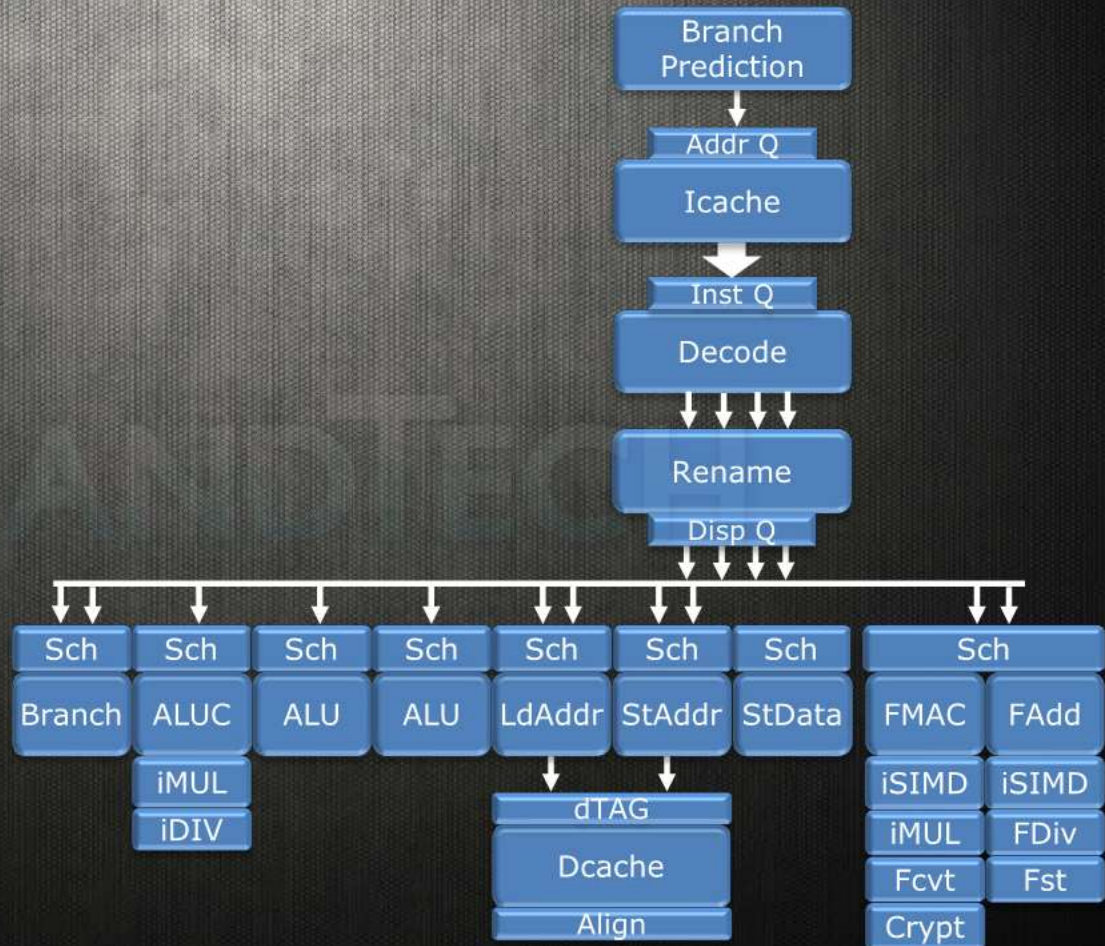 Branch
Prediction
Addr Q
Icache
Inst Q
Decode
Rename
Disp Q
ANDTECH
Sch Sch Sch Sch Sch Sch Sch Sch
Branch ALUC ALU ALU LdAddr StAddr StData FMAC FAdd
iMUL iSIMD iSIMD
iDIV dTAG iMUL FDiv
Dcache Fcvt Fst
Align Crypt